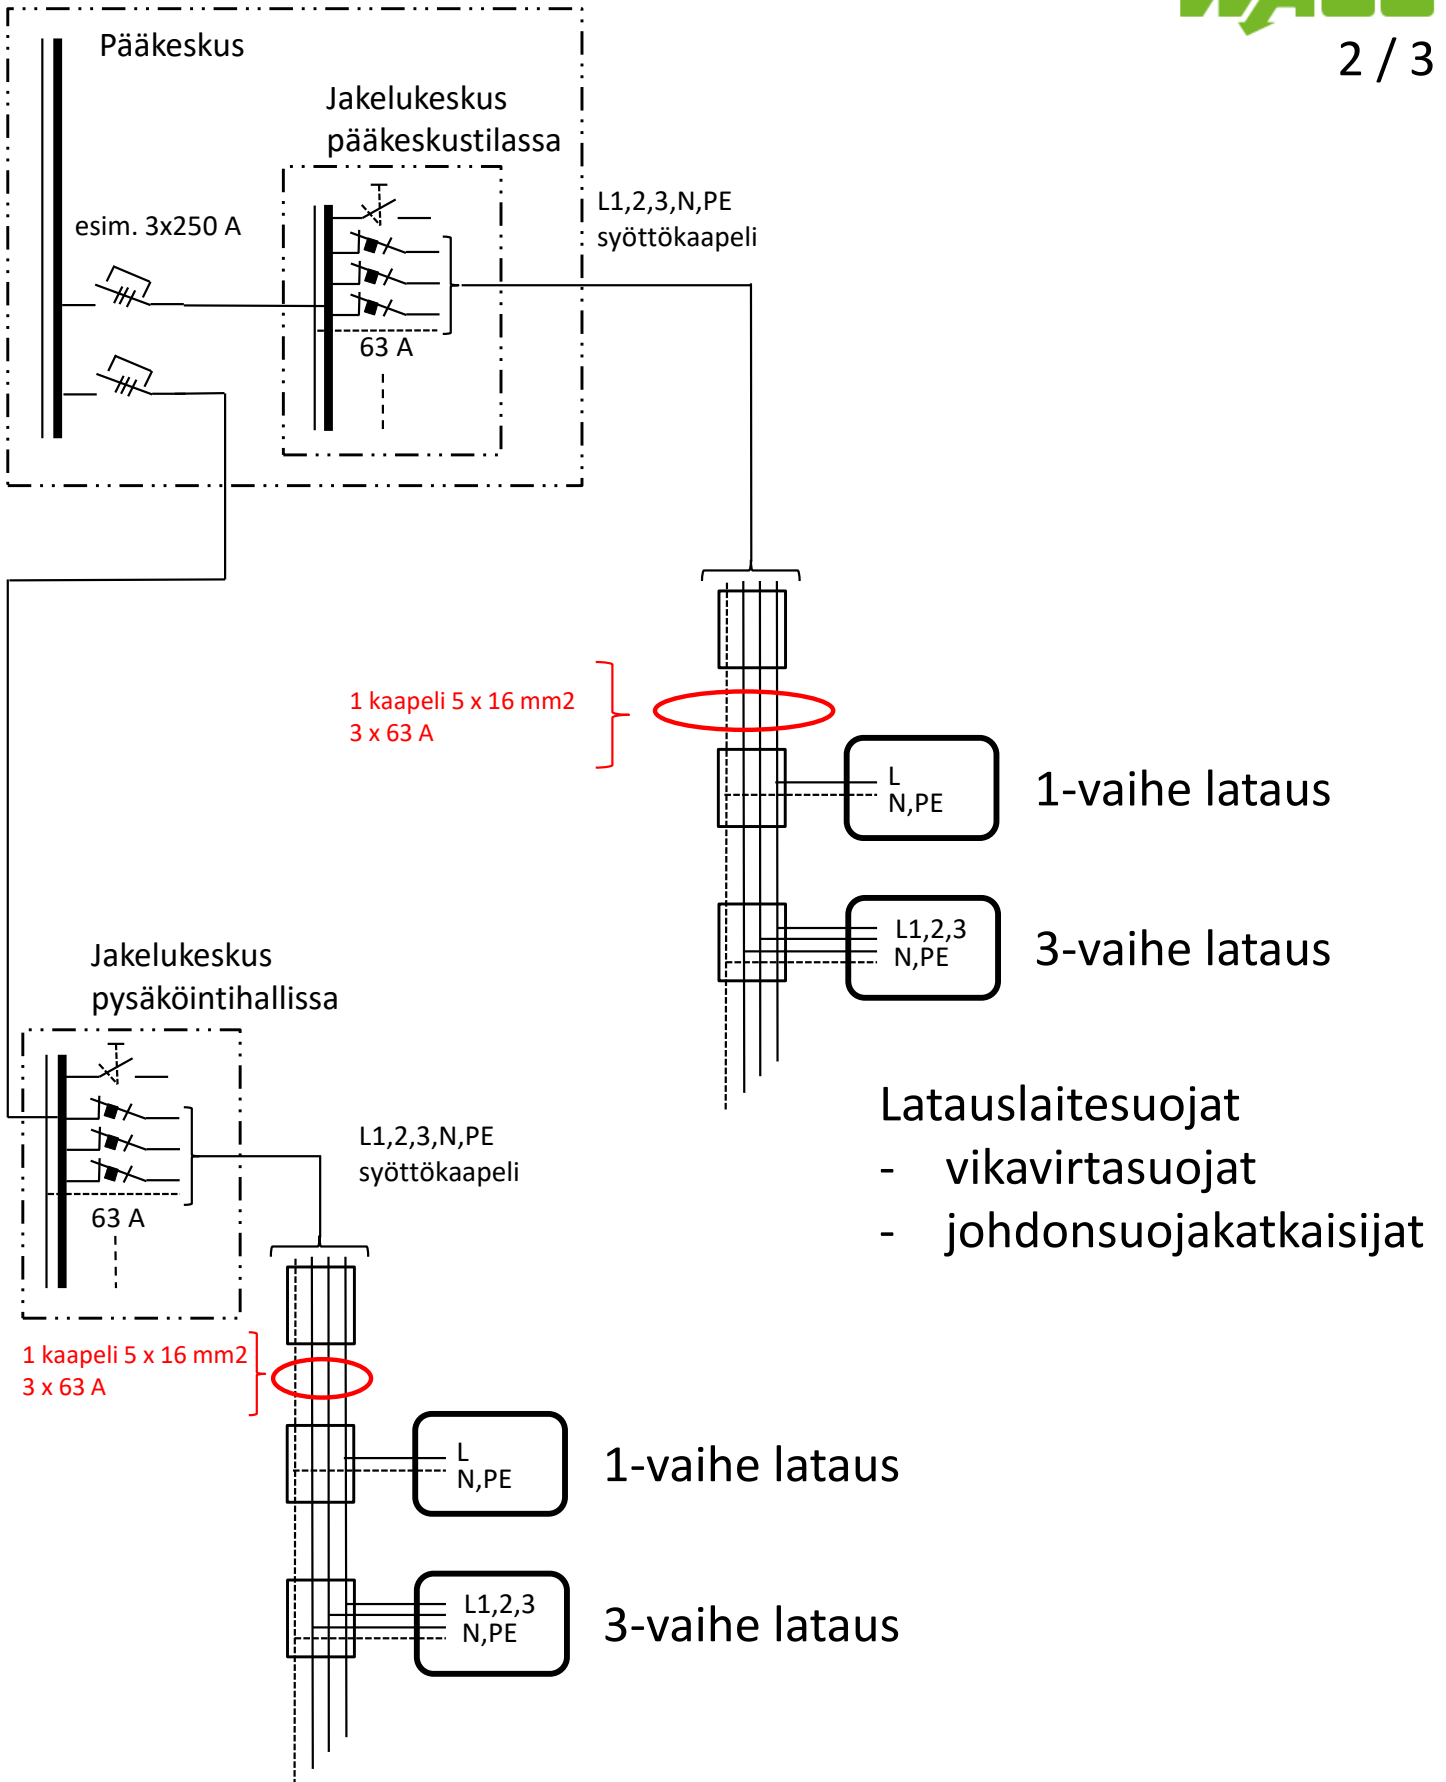 2 / 3
Pääkeskus
Jakelukeskus
pääkeskustilassa
L1,2,3,N,PE
syöttökaapeli
esim. 3x250 A
63 A
1 kaapeli 5 x 16 mm2
3 x 63 A
L
N,PE
1-vaihe lataus
L1,2,3
N,PE
3-vaihe lataus
Jakelukeskus
pysäköintihallissa
Latauslaitesuojat
- vikavirtasuojat
- johdonsuojakatkaisijat
L1,2,3,N,PE
syöttökaapeli
63 A
1 kaapeli 5 x 16 mm2
3 x 63 A
L
N,PE
1-vaihe lataus
L1,2,3
N,PE
3-vaihe lataus